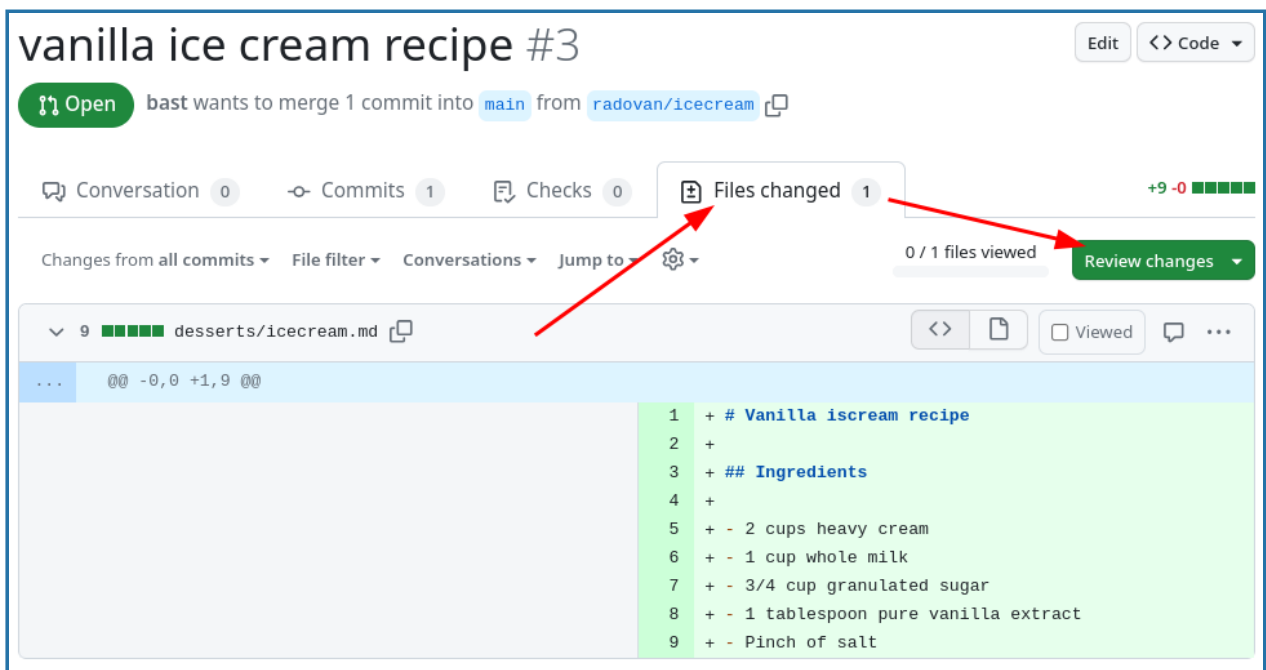 vanilla ice cream recipe #3
Edit
<> Code
Open
bast wants to merge 1 commit into main from radovan/icecream
Conversation 0
Commits 1
Checks 0
Files changed 1
+9 -0
Changes from all commits
File filter
Conversations
Jump to
0 / 1 files viewed
Review changes
9 desserts/icecream.md
<>
Viewed
...
... @@ -0,0 +1,9 @@
1 + # Vanilla iscream recipe
2 +
3 + ## Ingredients
4 +
5 + - 2 cups heavy cream
6 + - 1 cup whole milk
7 + - 3/4 cup granulated sugar
8 + - 1 tablespoon pure vanilla extract
9 + - Pinch of salt